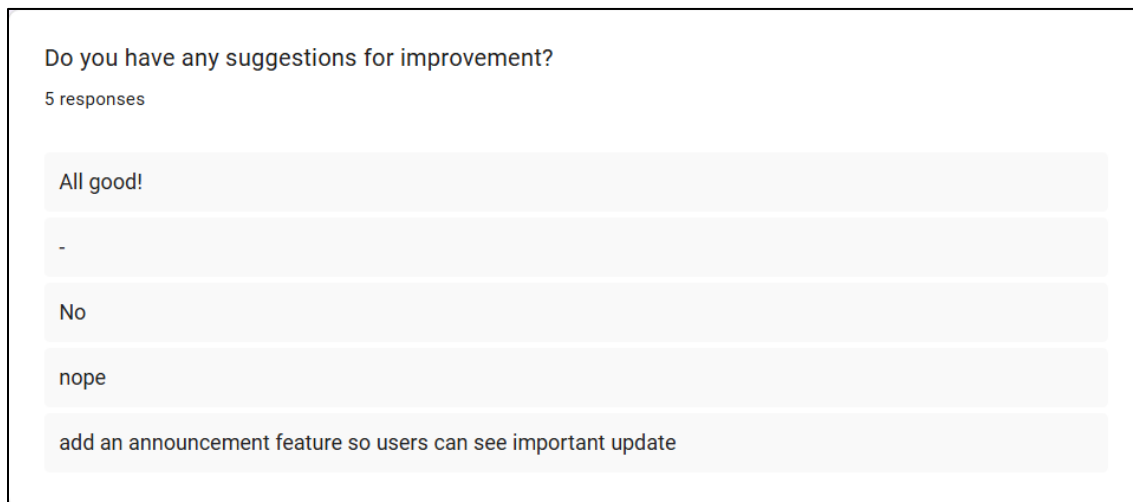 Do you have any suggestions for improvement?
5 responses
All good!
-
No
nope
add an announcement feature so users can see important update